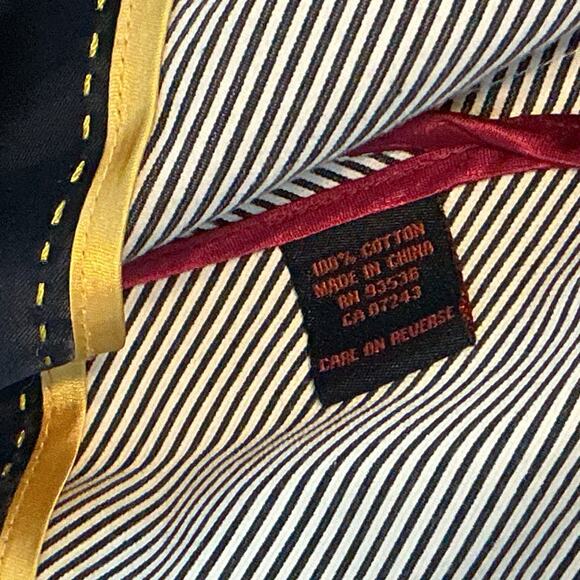 100% COTTON
MADE IN CHINA
RN 93536
CA 07243
CARE ON REVERSE